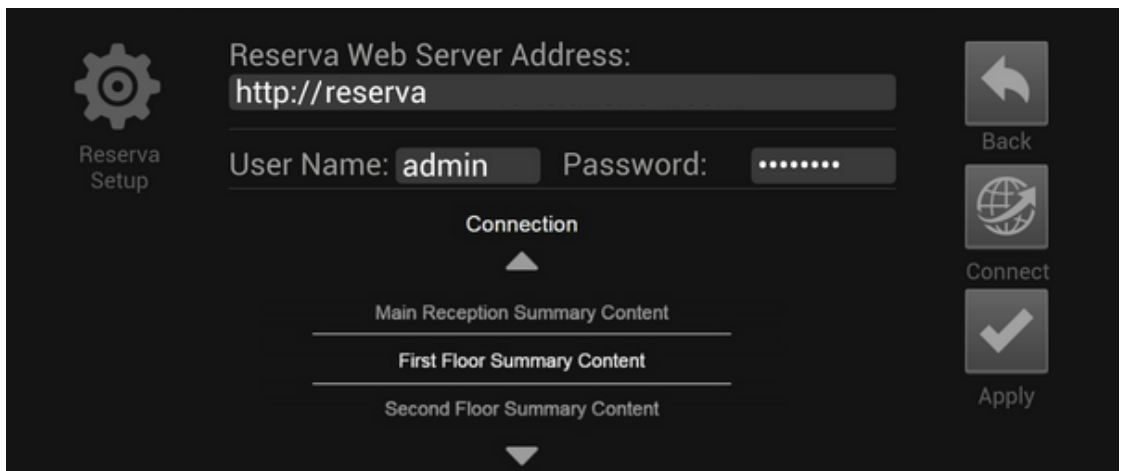 Reserva Web Server Address:
http://reserva
Reserva
Setup
User Name: admin Password: ••••••••
Connection
Main Reception Summary Content
First Floor Summary Content
Second Floor Summary Content
Back
Connect
Apply